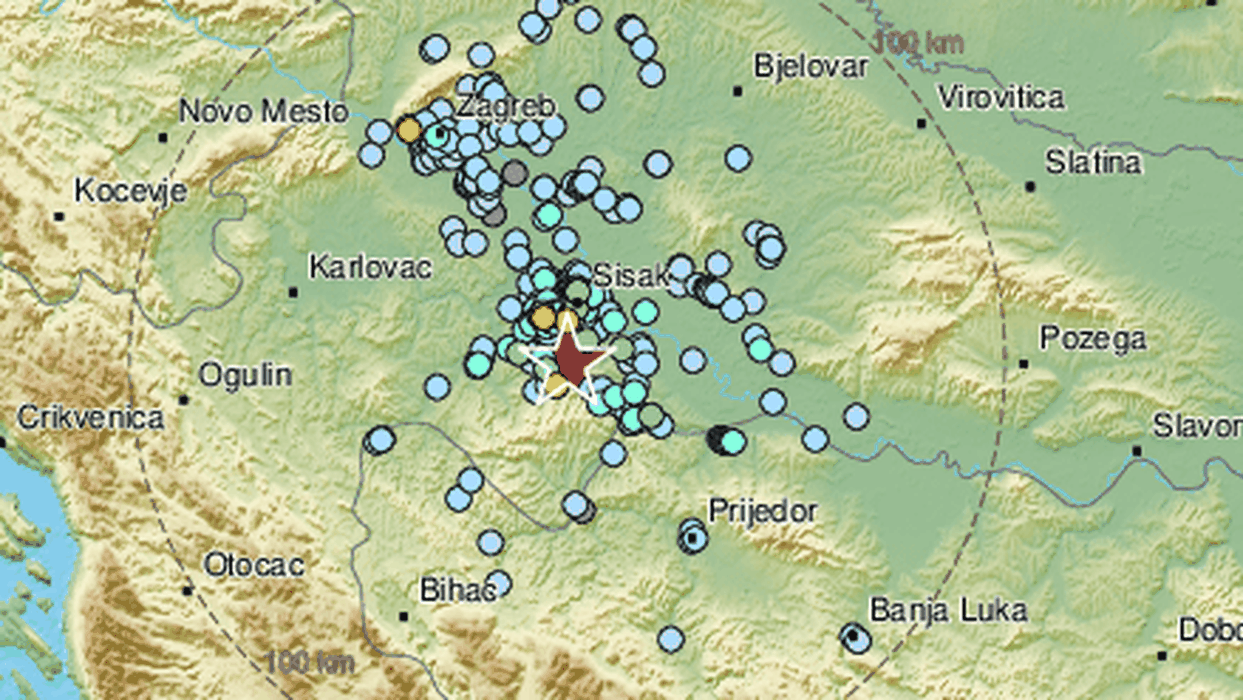 100 km
Bjelovar
Zagreb
Virovitica
Novo Mesto
Slatina
Kocevje
Karlovac
Sisak
Pozega
Ogulin
Crikvenica
Slavon
Prijedor
Otocac
Bihac
Banja Luka
Dobo
100 km